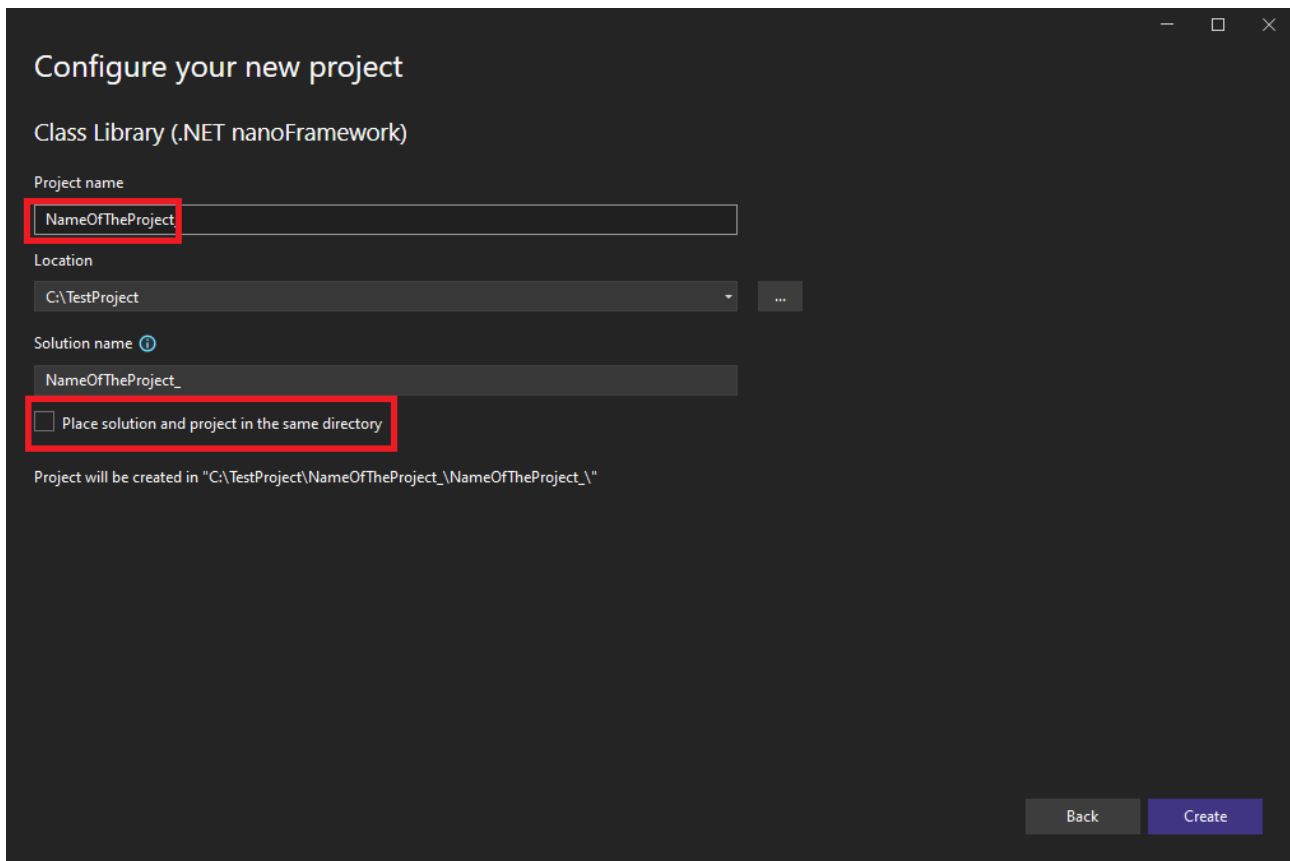 Configure your new project
Class Library (.NET nanoFramework)
Project name
NameOfTheProject_
Location
C:\TestProject
...
Solution name
NameOfTheProject_
Place solution and project in the same directory
Project will be created in "C:\TestProject\NameOfTheProject_\NameOfTheProject_\"
Back
Create